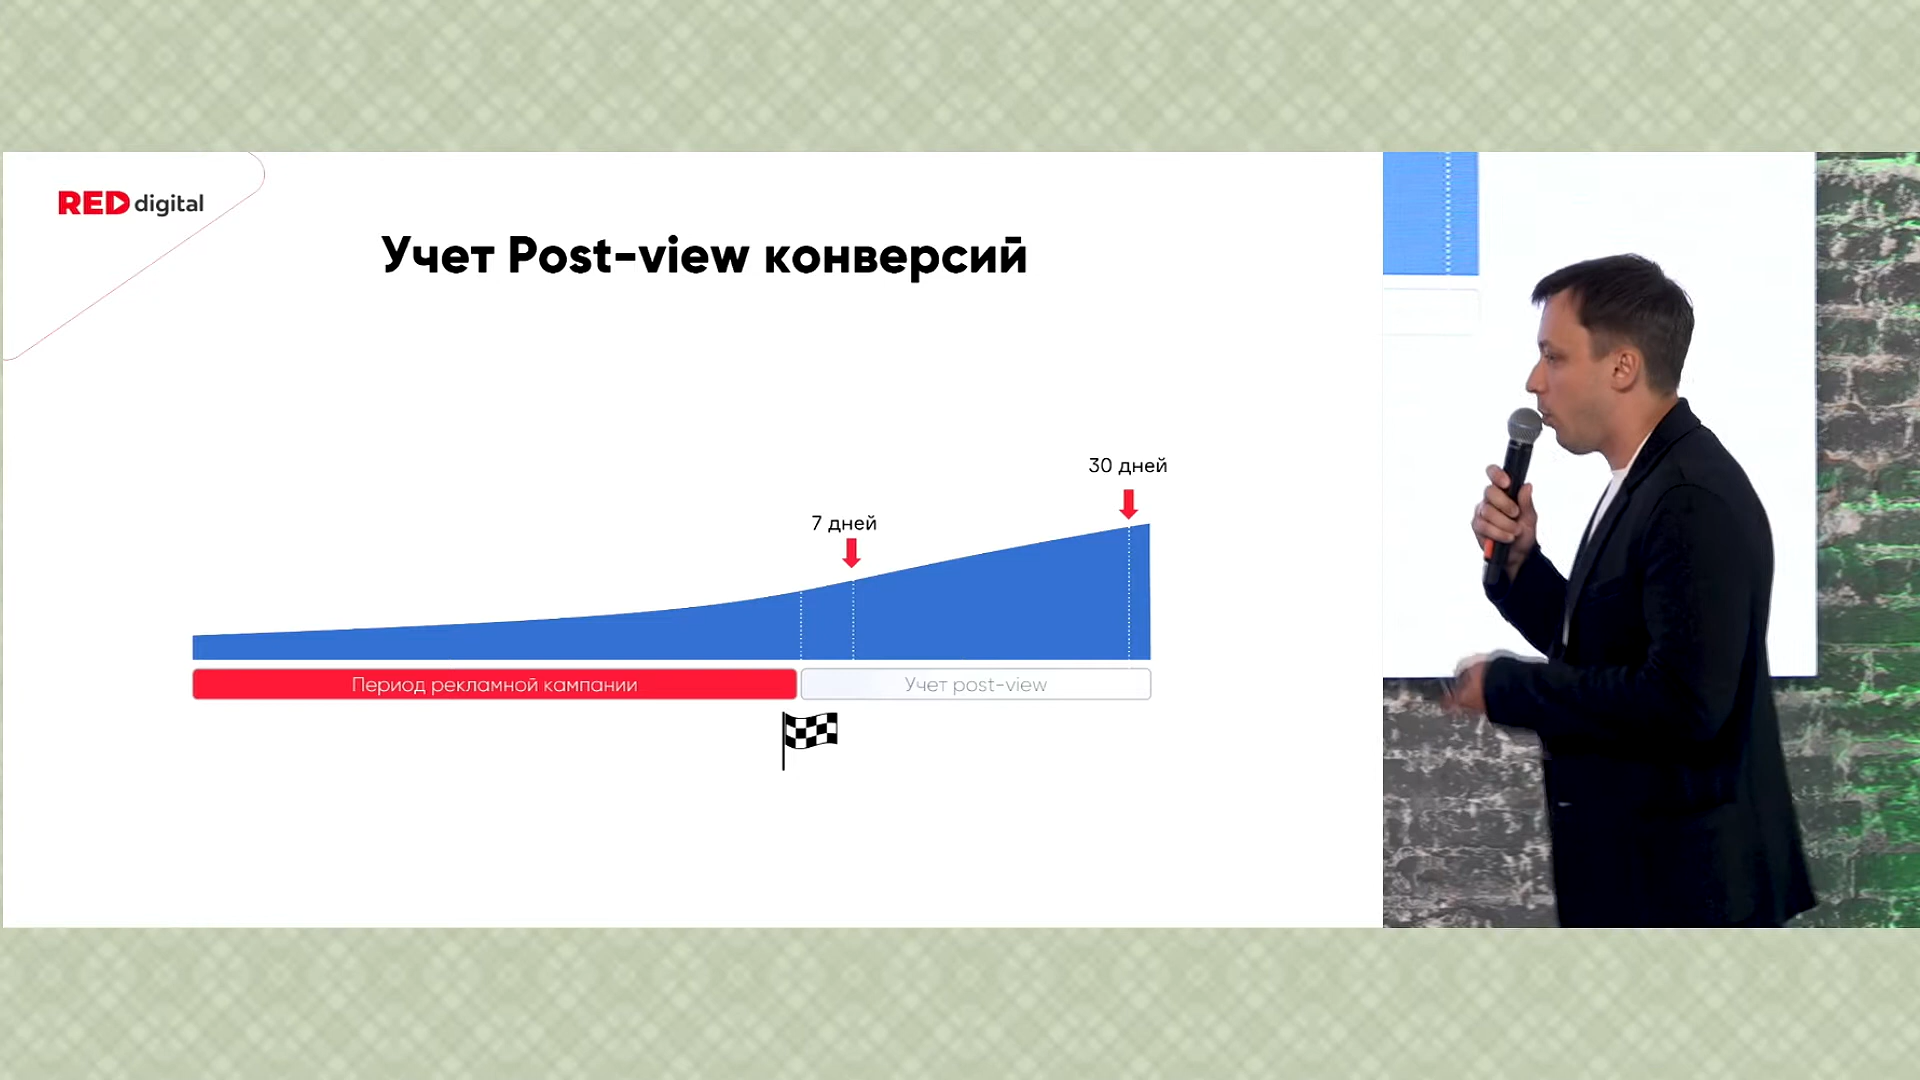 RED digital
Учет Post-view конверсий
30 дней
7 дней
Период рекламной кампании
Учет post-view